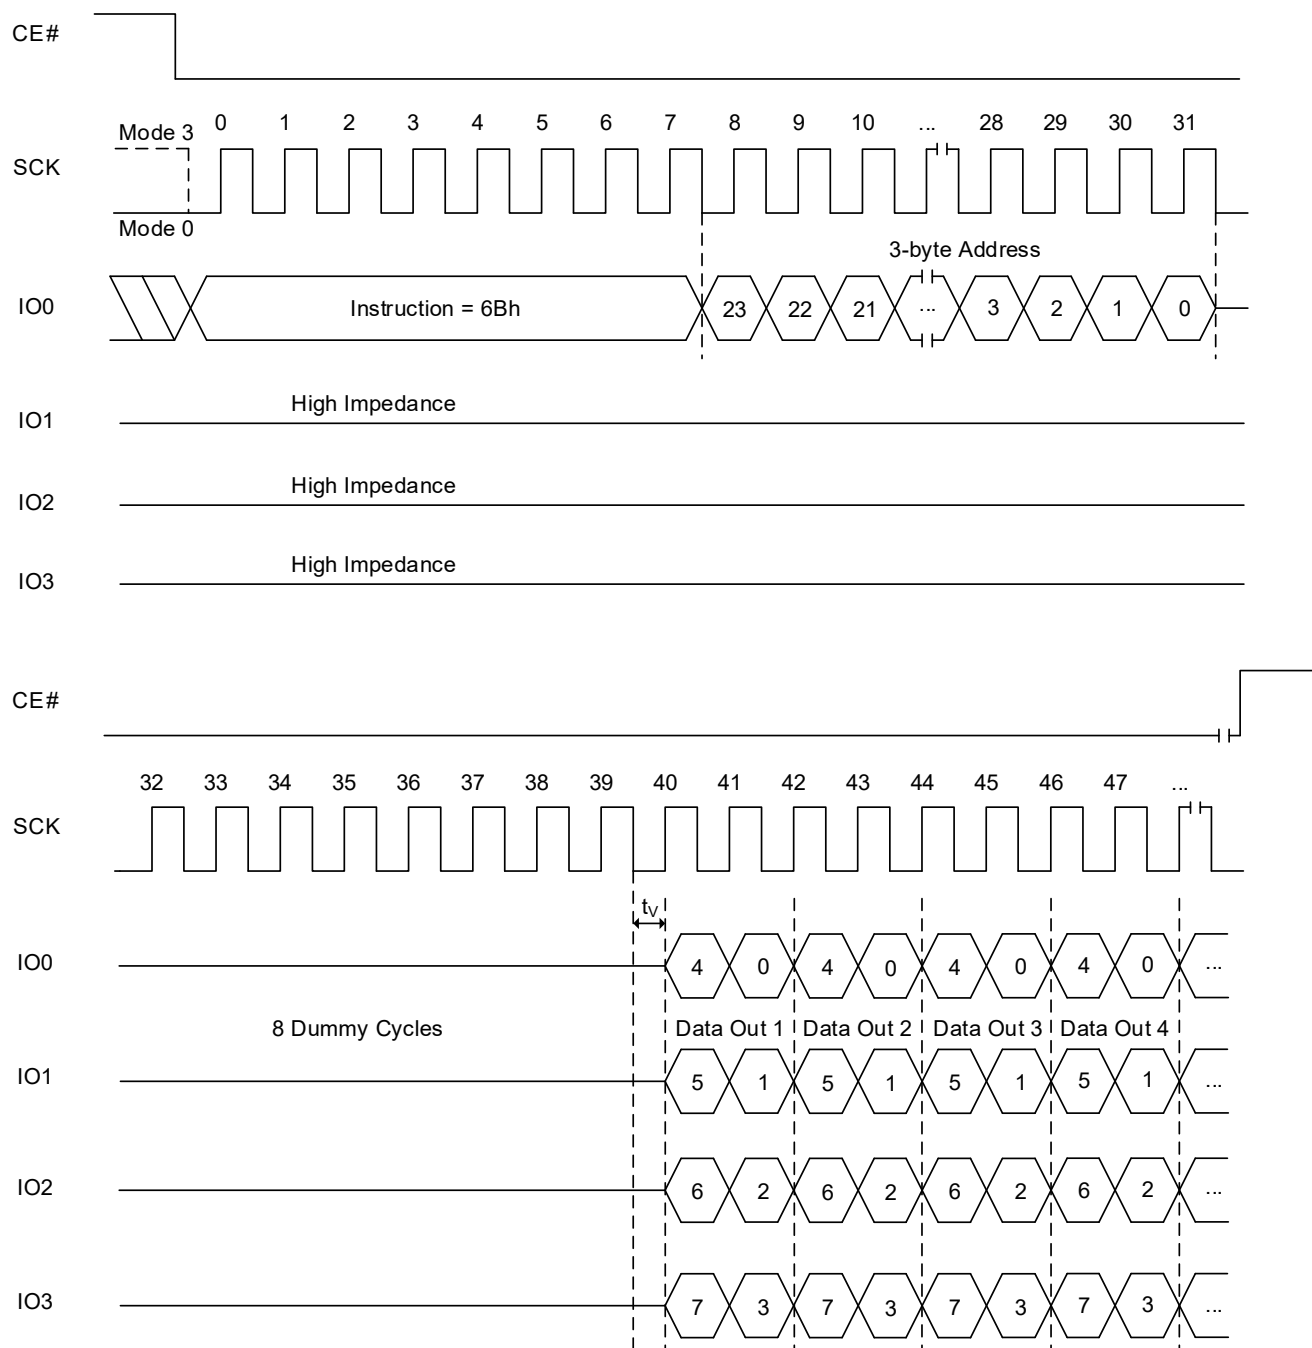 CE#
Mode 3 0 1 2 3 4 5 6 7 8 9 10 ... 28 29 30 31
SCK
Mode 0
3-byte Address
IO0 Instruction = 6Bh 23 22 21 ... 3 2 1 0
High Impedance
IO1
High Impedance
IO2
High Impedance
IO3
CE#
32 33 34 35 36 37 38 39 40 41 42 43 44 45 46 47 ...
SCK
tV
IO0 4 0 4 0 4 0 4 0 ...
8 Dummy Cycles Data Out 1 Data Out 2 Data Out 3 Data Out 4
IO1 5 1 5 1 5 1 5 1 ...
IO2 6 2 6 2 6 2 6 2 ...
IO3 7 3 7 3 7 3 7 3 ...